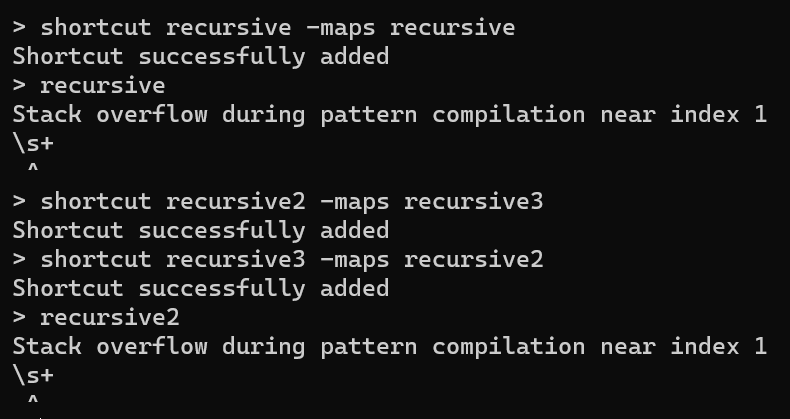 > shortcut recursive -maps recursive
Shortcut successfully added
> recursive
Stack overflow during pattern compilation near index 1
\s+
 ^
> shortcut recursive2 -maps recursive3
Shortcut successfully added
> shortcut recursive3 -maps recursive2
Shortcut successfully added
> recursive2
Stack overflow during pattern compilation near index 1
\s+
 ^